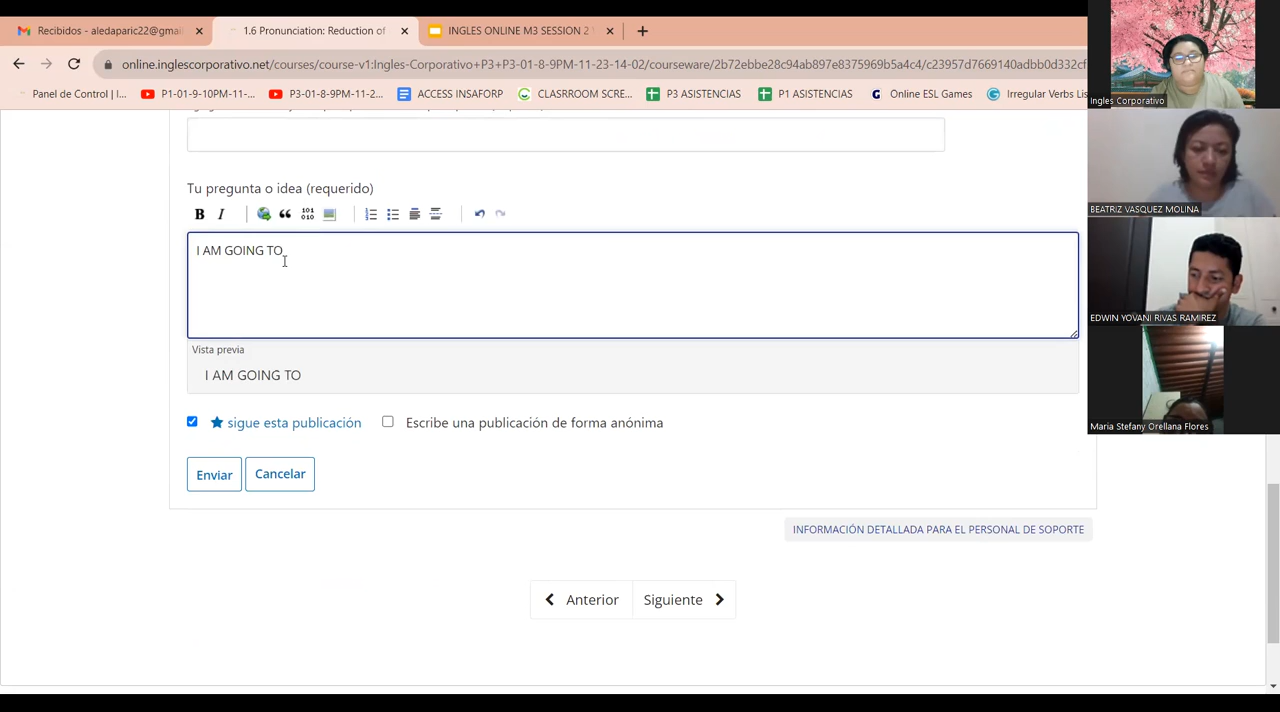 Recibidos - aledaparic22@gmail
1.6 Pronunciation: Reduction of
INGLES ONLINE M3 SESSION 2
online.inglescorporativo.net/courses/course-v1:Ingles-Corporativo+P3+P3-01-8-9PM-11-23-14-02/courseware/2b72ebbe28c94ab897e8375969b5a4c4/c23957d7669140adbb0d332cf
Panel de Control | I...
P1-01-9-10PM-11-...
P3-01-8-9PM-11-2...
ACCESS INSAFORP
CLASRROOM SCRE...
P3 ASISTENCIAS
P1 ASISTENCIAS
Online ESL Games
Irregular Verbs Lis
Ingles Corporativo
BEATRIZ VASQUEZ MOLINA
EDWIN YOVANI RIVAS RAMIREZ
Maria Stefany Orellana Flores
Tu pregunta o idea (requerido)
B I
I AM GOING TO
Vista previa
I AM GOING TO
sigue esta publicación
Escribe una publicación de forma anónima
Enviar
Cancelar
INFORMACIÓN DETALLADA PARA EL PERSONAL DE SOPORTE
Anterior
Siguiente